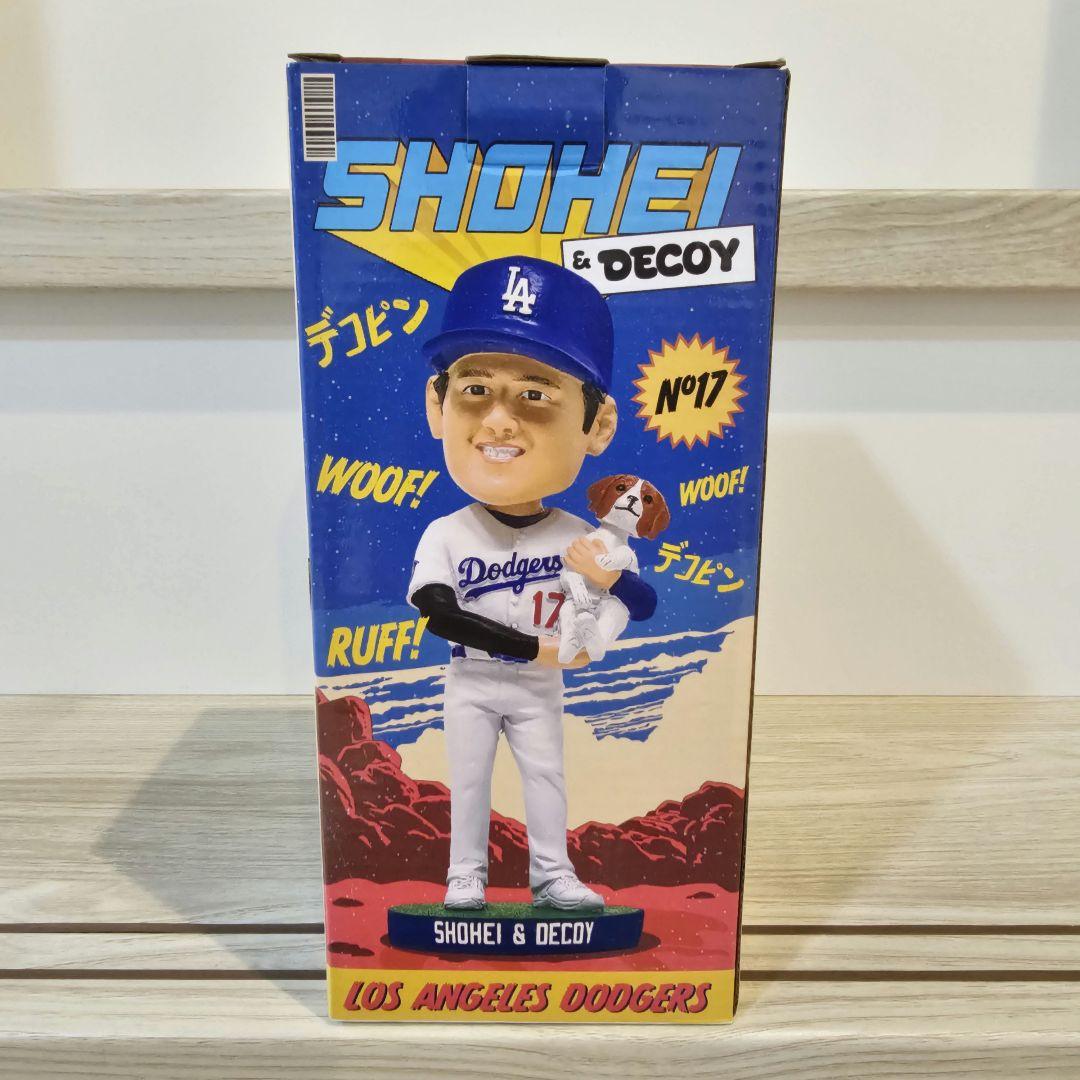 SHOHEI
& DECOY
LA
デコピン
Nº17
WOOF!
WOOF!
Dodgers
17
デコピン
RUFF!
SHOHEI & DECOY
LOS ANGELES DODGERS